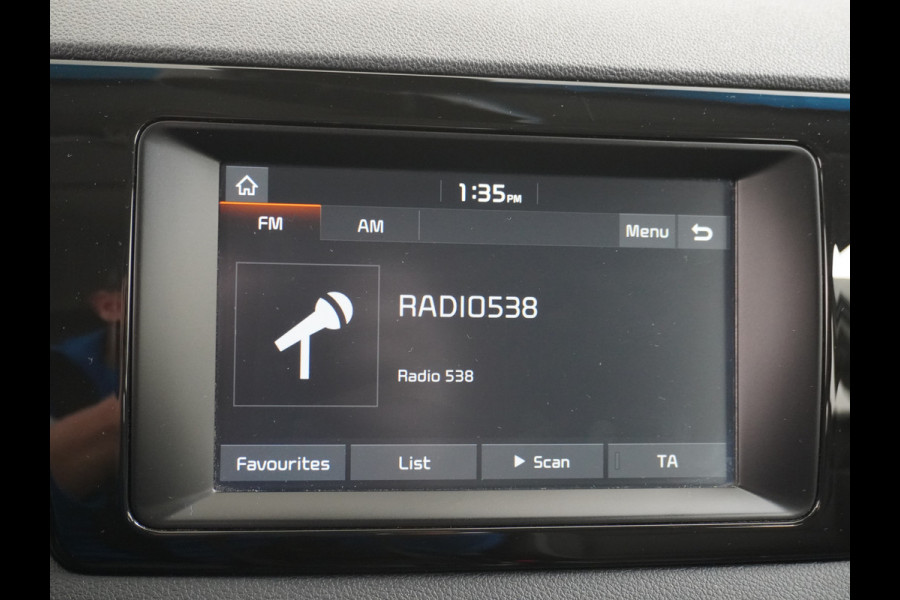 1:35PM
FM AM Menu
RADIO538
Radio 538
Favourites List Scan TA